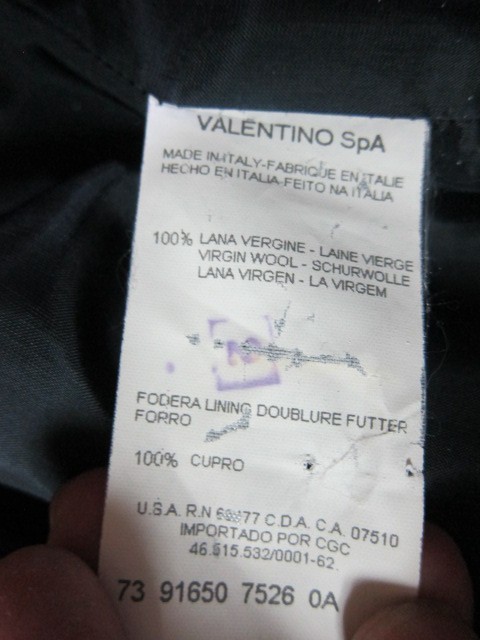 VALENTINO SpA
MADE IN ITALY-FABRIQUE EN ITALIE
HECHO EN ITALIA-FEITO NA ITALIA
100% LANA VERGINE - LAINE VIERGE
VIRGIN WOOL - SCHURWOLLE
LANA VIRGEN - LA VIRGEM
FODERA LINING DOUBLURE FUTTER
FORRO
100% CUPRO
U.S.A. R.N C.D.A. C.A. 07510
IMPORTADO POR CGC
46.515.532/0001-62
73 91650 7526 0A